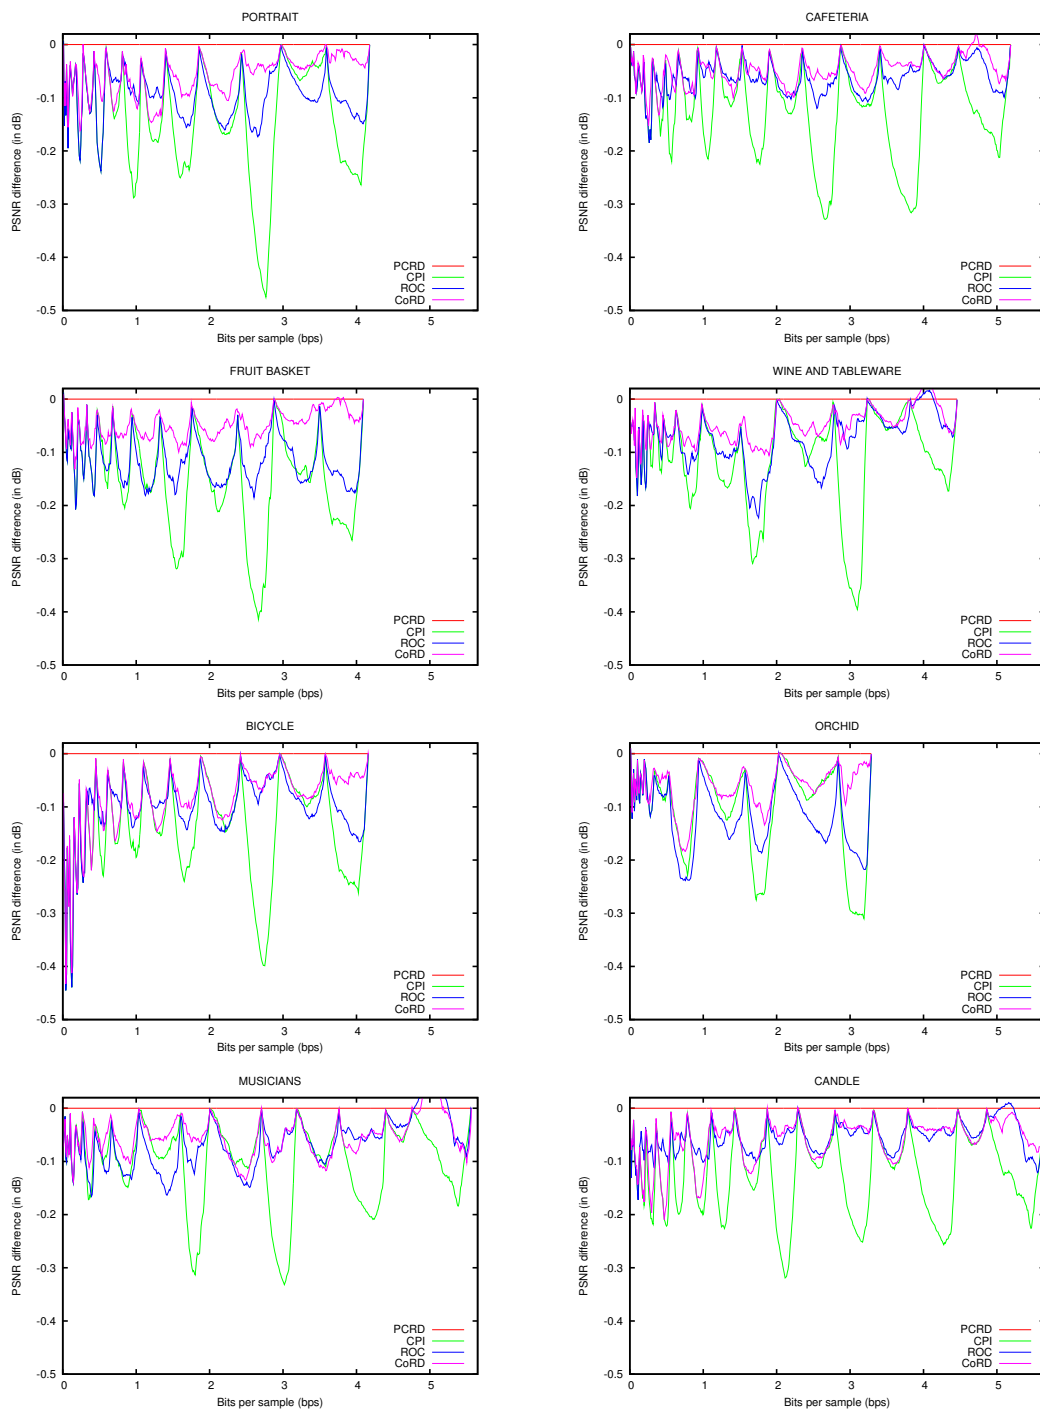 PORTRAIT
0
-0.1
-0.2
-0.3
-0.4
-0.5
PSNR difference (in dB)
PCRD
CPI
ROC
CoRD
0 1 2 3 4 5
Bits per sample (bps)
CAFETERIA
0
-0.1
-0.2
-0.3
-0.4
-0.5
PSNR difference (in dB)
PCRD
CPI
ROC
CoRD
0 1 2 3 4 5
Bits per sample (bps)
FRUIT BASKET
0
-0.1
-0.2
-0.3
-0.4
-0.5
PSNR difference (in dB)
PCRD
CPI
ROC
CoRD
0 1 2 3 4 5
Bits per sample (bps)
WINE AND TABLEWARE
0
-0.1
-0.2
-0.3
-0.4
-0.5
PSNR difference (in dB)
PCRD
CPI
ROC
CoRD
0 1 2 3 4 5
Bits per sample (bps)
BICYCLE
0
-0.1
-0.2
-0.3
-0.4
-0.5
PSNR difference (in dB)
PCRD
CPI
ROC
CoRD
0 1 2 3 4 5
Bits per sample (bps)
ORCHID
0
-0.1
-0.2
-0.3
-0.4
-0.5
PSNR difference (in dB)
PCRD
CPI
ROC
CoRD
0 1 2 3 4 5
Bits per sample (bps)
MUSICIANS
0
-0.1
-0.2
-0.3
-0.4
-0.5
PSNR difference (in dB)
PCRD
CPI
ROC
CoRD
0 1 2 3 4 5
Bits per sample (bps)
CANDLE
0
-0.1
-0.2
-0.3
-0.4
-0.5
PSNR difference (in dB)
PCRD
CPI
ROC
CoRD
0 1 2 3 4 5
Bits per sample (bps)